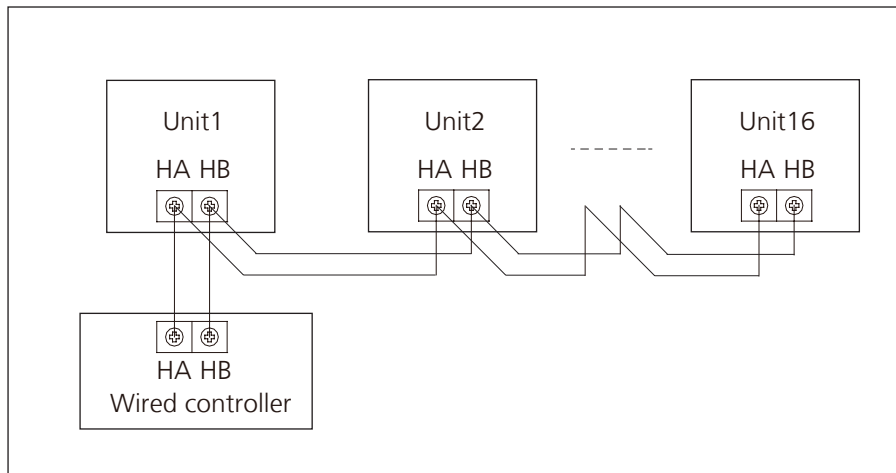 Unit1
HA HB
Unit2
HA HB
Unit16
HA HB
HA HB
Wired controller